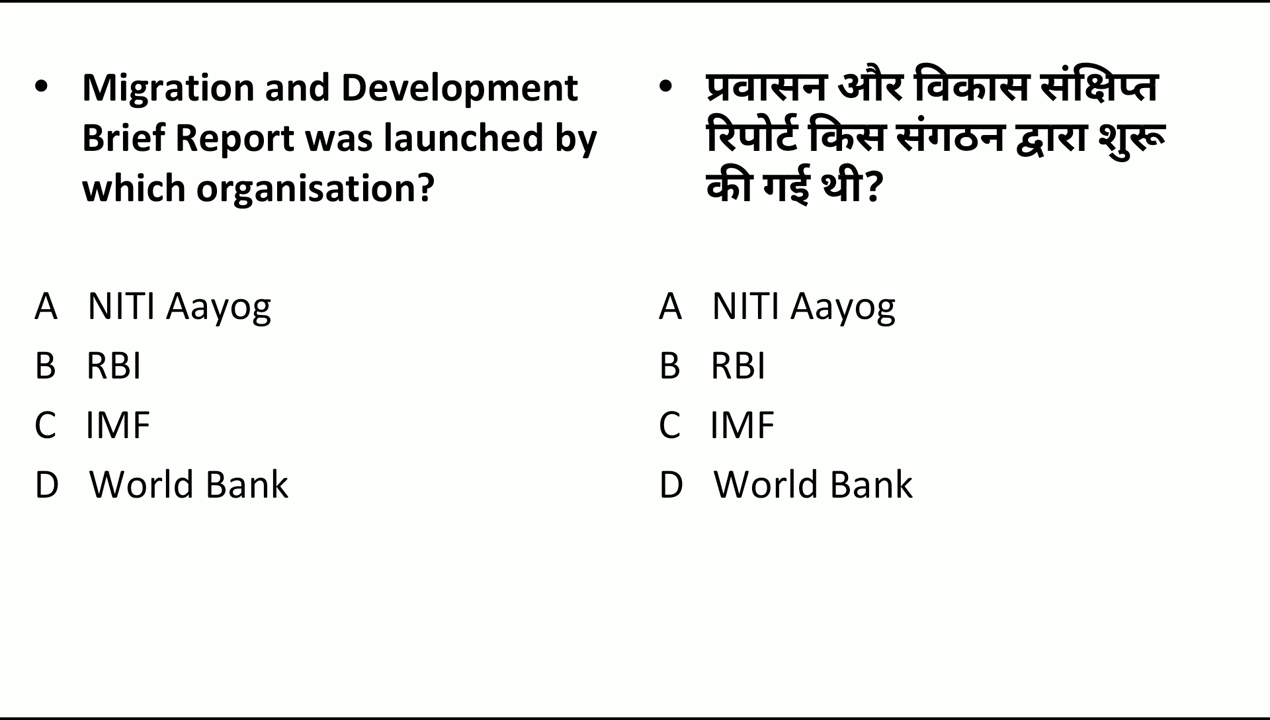 • Migration and Development
Brief Report was launched by
which organisation?
A NITI Aayog
B RBI
C IMF
D World Bank
• प्रवासन और विकास संक्षिप्त
रिपोर्ट किस संगठन द्वारा शुरू
की गई थी?
A NITI Aayog
B RBI
C IMF
D World Bank